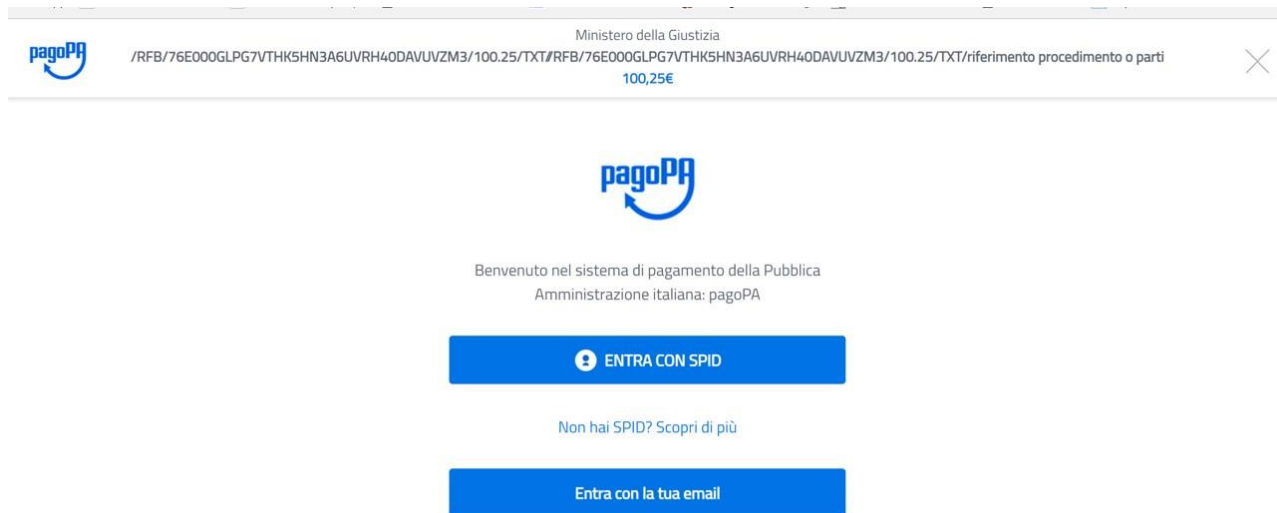 Ministero della Giustizia
pagoPA
/RFB/76E000GLPG7VTHK5HN3A6UVRH40DAVUVZM3/100.25/TXT//RFB/76E000GLPG7VTHK5HN3A6UVRH40DAVUVZM3/100.25/TXT/riferimento procedimento o parti
100,25€
pagoPA
Benvenuto nel sistema di pagamento della Pubblica
Amministrazione italiana: pagoPA
ENTRA CON SPID
Non hai SPID? Scopri di più
Entra con la tua email